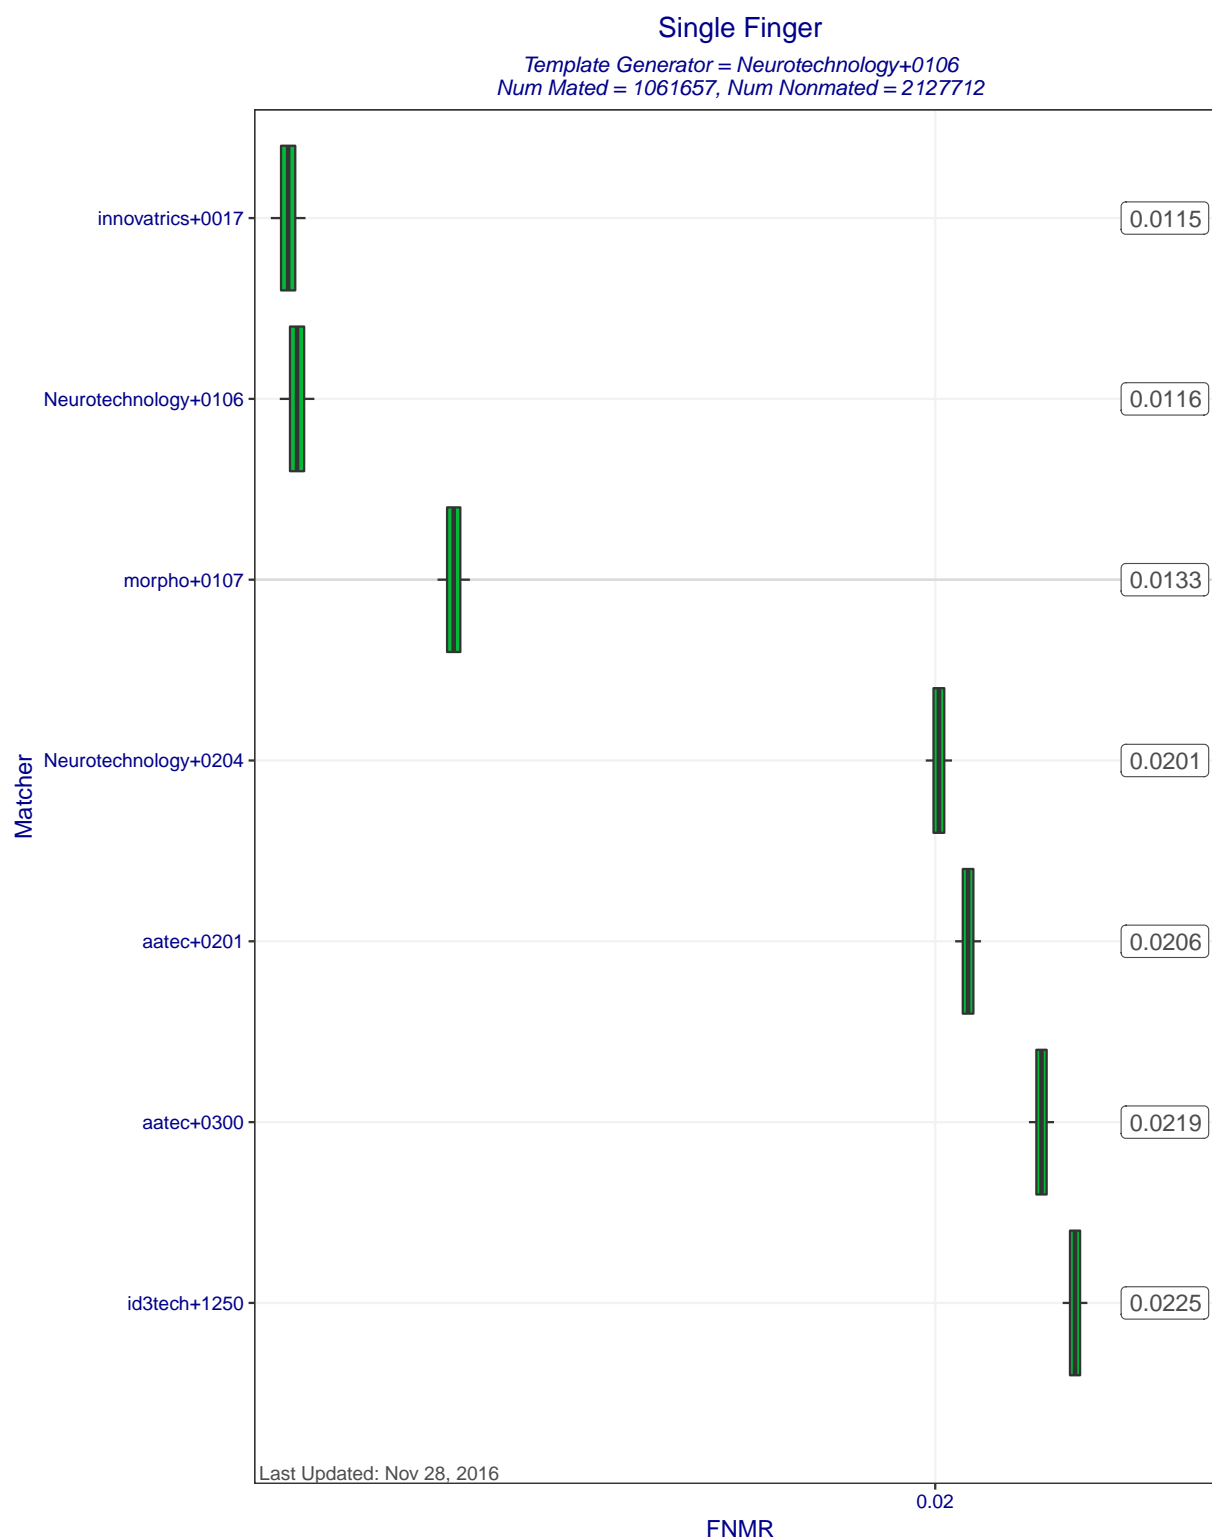 Single Finger
Template Generator = Neurotechnology+0106
Num Mated = 1061657, Num Nonmated = 2127712
innovatrics+0017
0.0115
Neurotechnology+0106
0.0116
morpho+0107
0.0133
Neurotechnology+0204
0.0201
Matcher
aatec+0201
0.0206
aatec+0300
0.0219
id3tech+1250
0.0225
Last Updated: Nov 28, 2016
0.02
FNMR